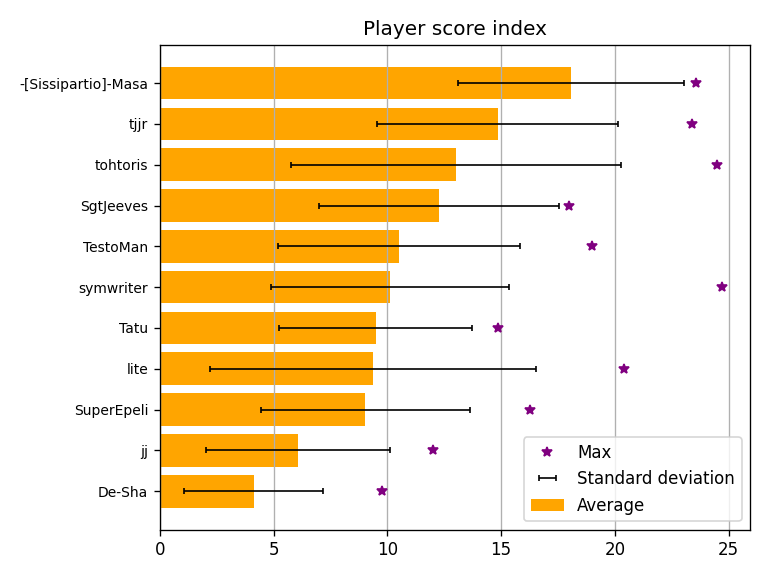 Player score index
-[Sissipartio]-Masa
tjjr
tohtoris
SgtJeeves
TestoMan
symwriter
Tatu
lite
SuperEpeli
jj
De-Sha
Max
Standard deviation
Average
0 5 10 15 20 25